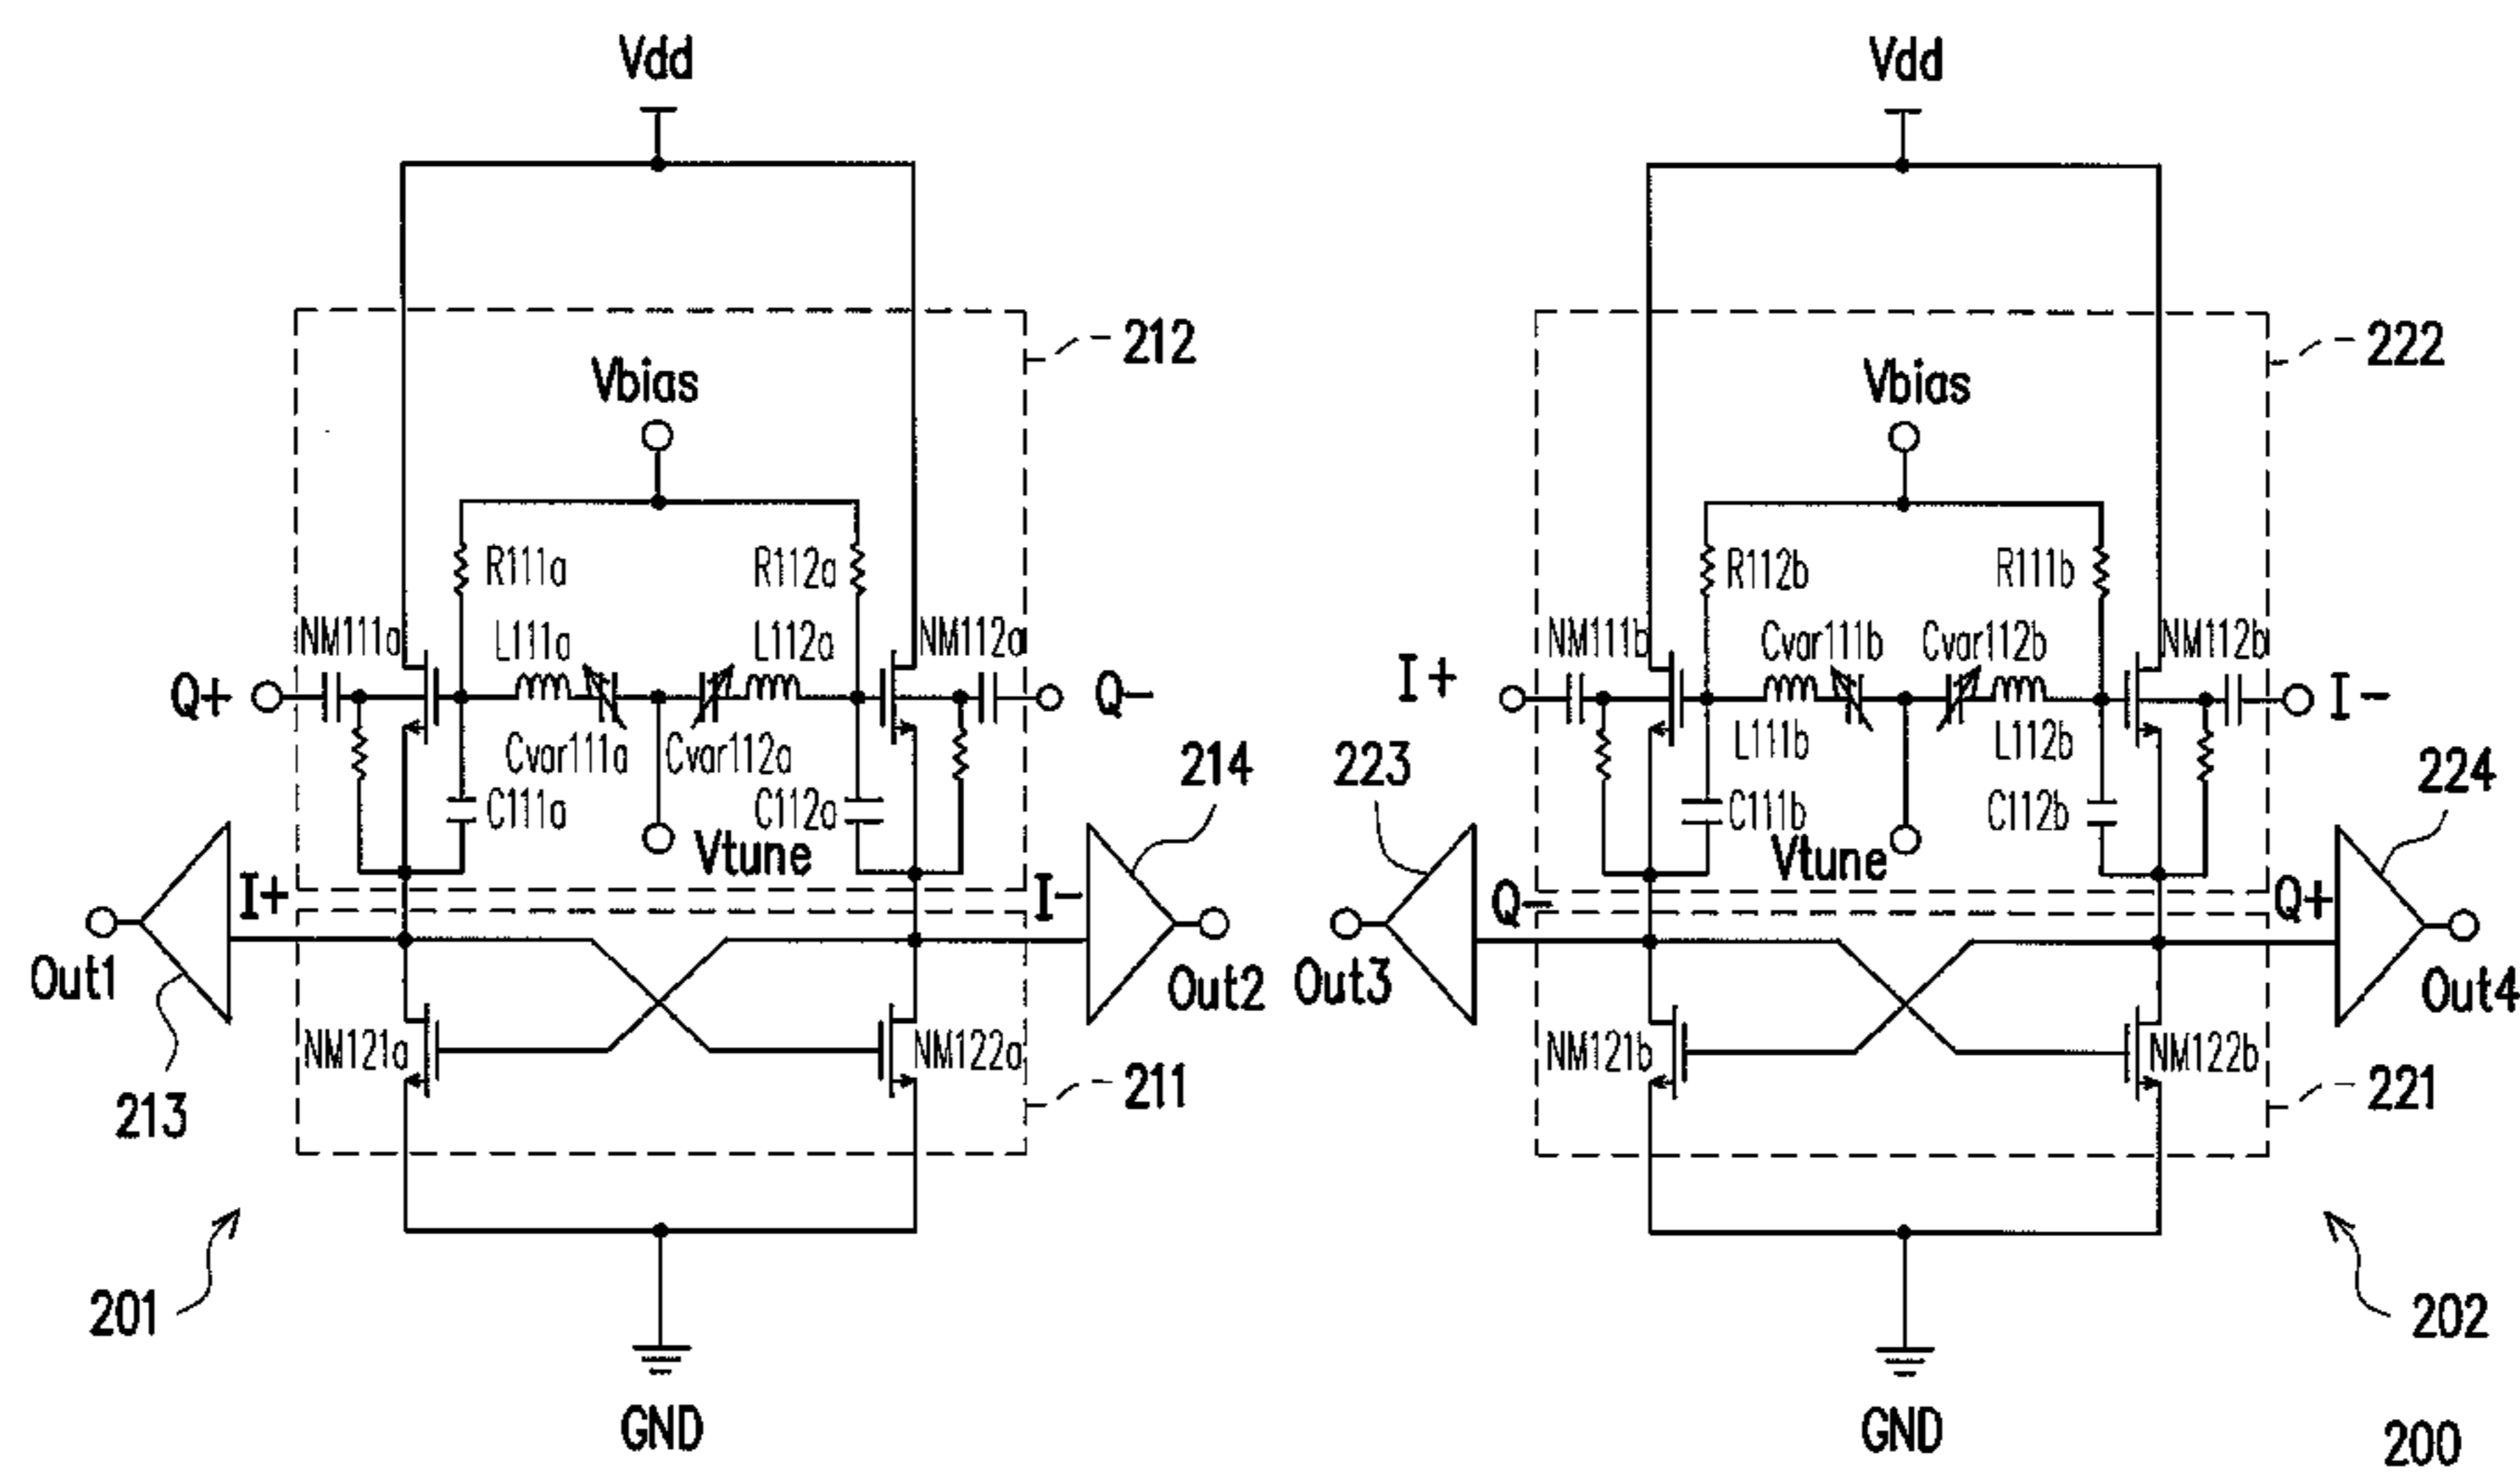 Vdd
Vdd
212
222
Vbias
Vbias
R111a
R112a
R112b
R111b
NM111a
L111a
L112a
NM112a
NM111b
Cvar111b
Cvar112b
NM112b
Q+
Q-
I+
I-
Cvar111a
Cvar112a
L111b
L112b
214
223
224
C111a
C112a
C111b
C112b
Vtune
Vtune
I+
I-
Q-
Q+
Out1
Out2
Out3
Out4
NM121a
NM122a
NM121b
NM122b
213
211
221
201
202
GND
GND
200